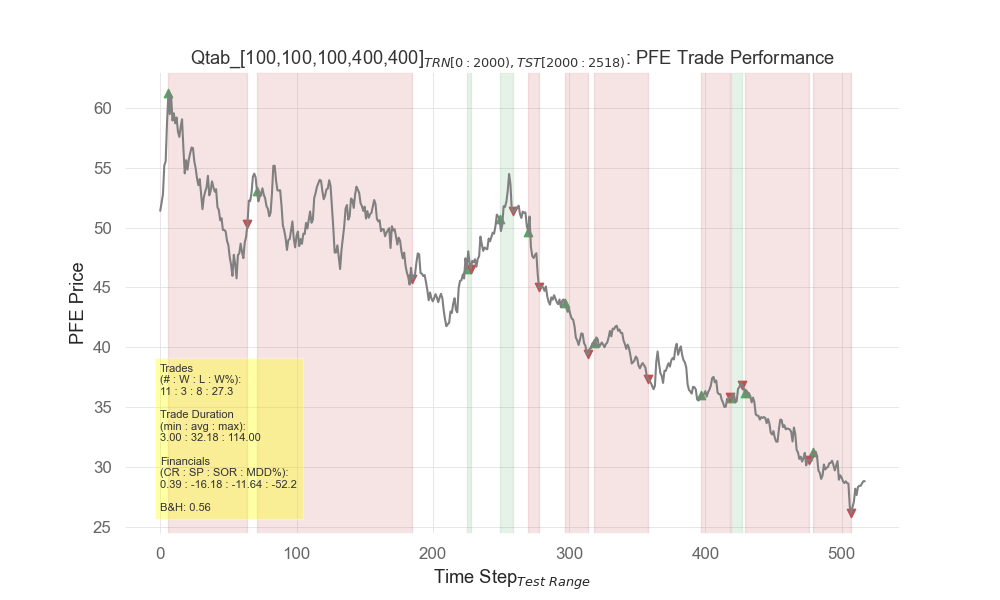 Qtab_[100,100,100,400,400]TRN[0 : 2000), TST[2000 : 2518): PFE Trade Performance
PFE Price
60
55
50
45
40
35
30
25
Trades
(# : W : L : W%):
11 : 3 : 8 : 27.3
Trade Duration
(min : avg : max):
3.00 : 32.18 : 114.00
Financials
(CR : SP : SOR : MDD%):
0.39 : -16.18 : -11.64 : -52.2
B&H: 0.56
0 100 200 300 400 500
Time StepTest Range